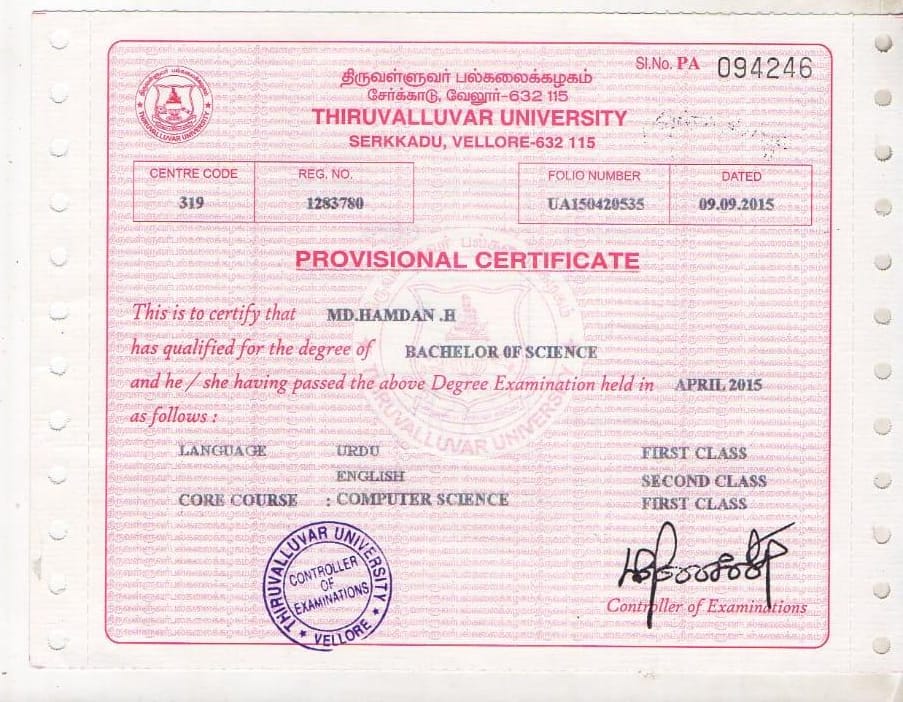 Sl.No. PA 094246
திருவள்ளுவர் பல்கலைக்கழகம்
சேர்க்காடு, வேலூர்-632 115
THIRUVALLUVAR UNIVERSITY
SERKKADU, VELLORE-632 115
THIRUVALLUVAR UNIVERSITY
CENTRE CODE REG. NO. FOLIO NUMBER DATED
319 1283780 UA150420535 09.09.2015
PROVISIONAL CERTIFICATE
This is to certify that MD.HAMDAN .H
has qualified for the degree of BACHELOR OF SCIENCE
and he / she having passed the above Degree Examination held in APRIL 2015
as follows :
LANGUAGE URDU FIRST CLASS
ENGLISH SECOND CLASS
CORE COURSE : COMPUTER SCIENCE FIRST CLASS
THIRUVALLUVAR UNIVERSITY
THIRUVALLUVAR UNIVERSITY
CONTROLLER
OF
EXAMINATIONS
★ VELLORE ★
Controller of Examinations